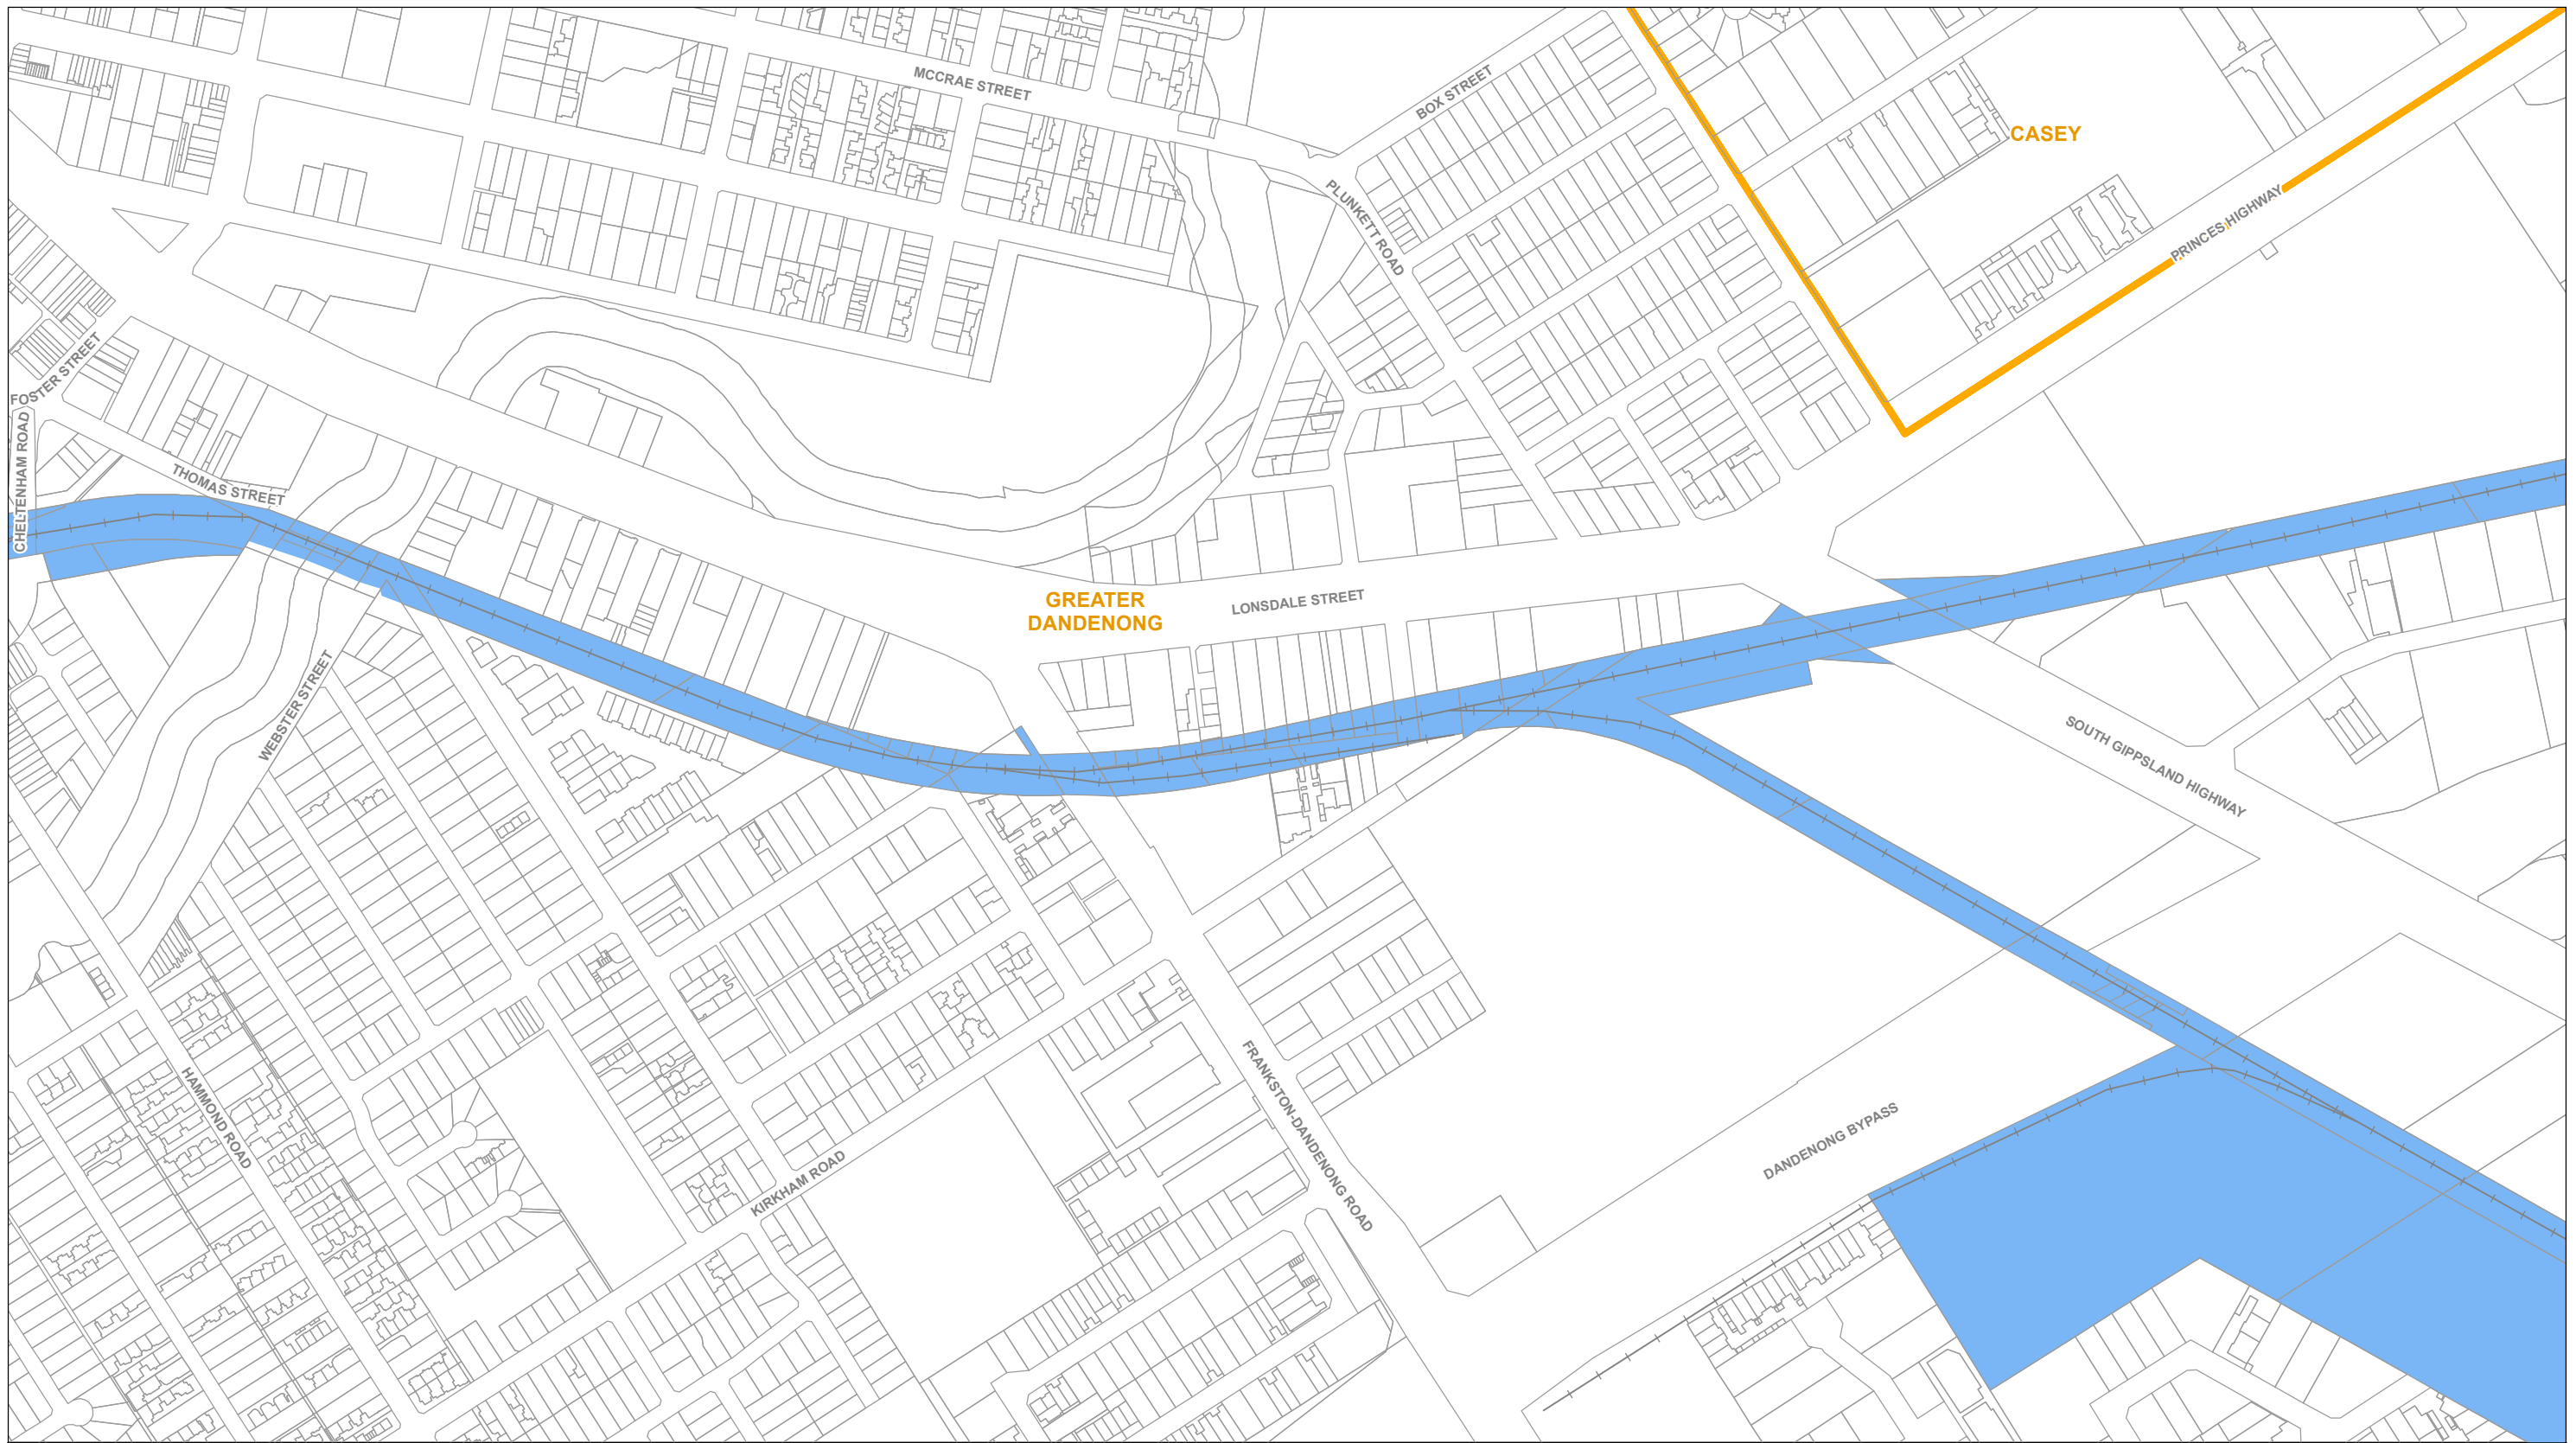 MCCRAE STREET
BOX STREET
CASEY
PLUNKETT ROAD
PRINCES HIGHWAY
FOSTER STREET
CHELTENHAM ROAD
THOMAS STREET
GREATER
DANDENONG
LONSDALE STREET
WEBSTER STREET
SOUTH GIPPSLAND HIGHWAY
HAMMOND ROAD
FRANKSTON-DANDENONG ROAD
DANDENONG BYPASS
KIRKHAM ROAD